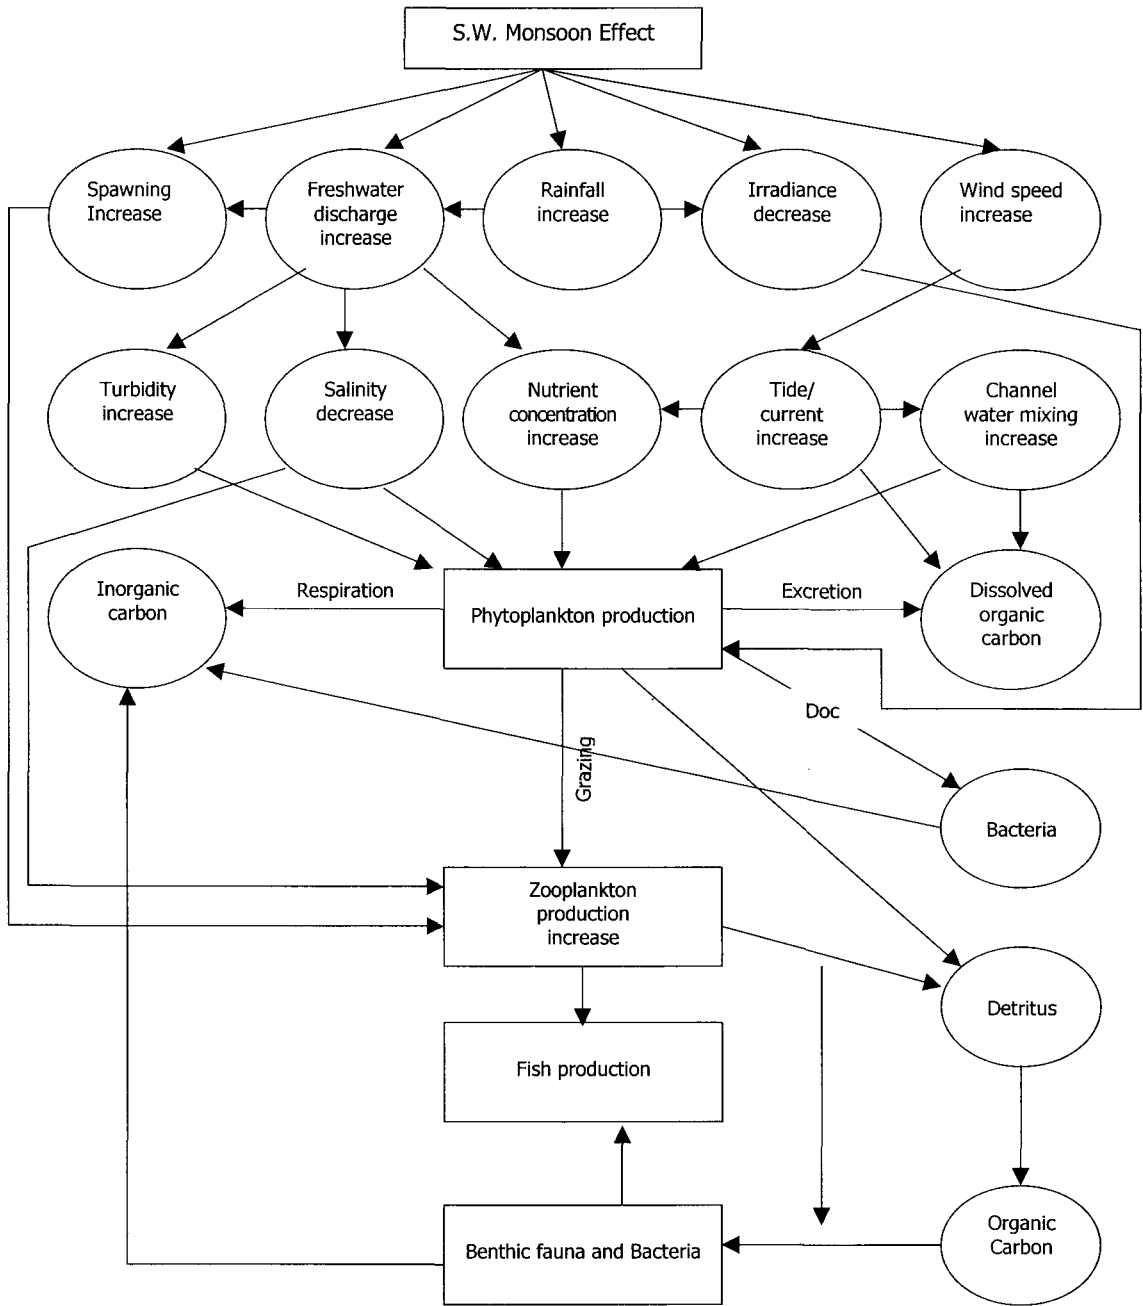 S.W. Monsoon Effect
Spawning
Increase
Freshwater
discharge
increase
Rainfall
increase
Irradiance
decrease
Wind speed
increase
Turbidity
increase
Salinity
decrease
Nutrient
concentration
increase
Tide/
current
increase
Channel
water mixing
increase
Inorganic
carbon
Respiration
Phytoplankton production
Excretion
Dissolved
organic
carbon
Doc
Grazing
Bacteria
Zooplankton
production
increase
Detritus
Fish production
Benthic fauna and Bacteria
Organic
Carbon